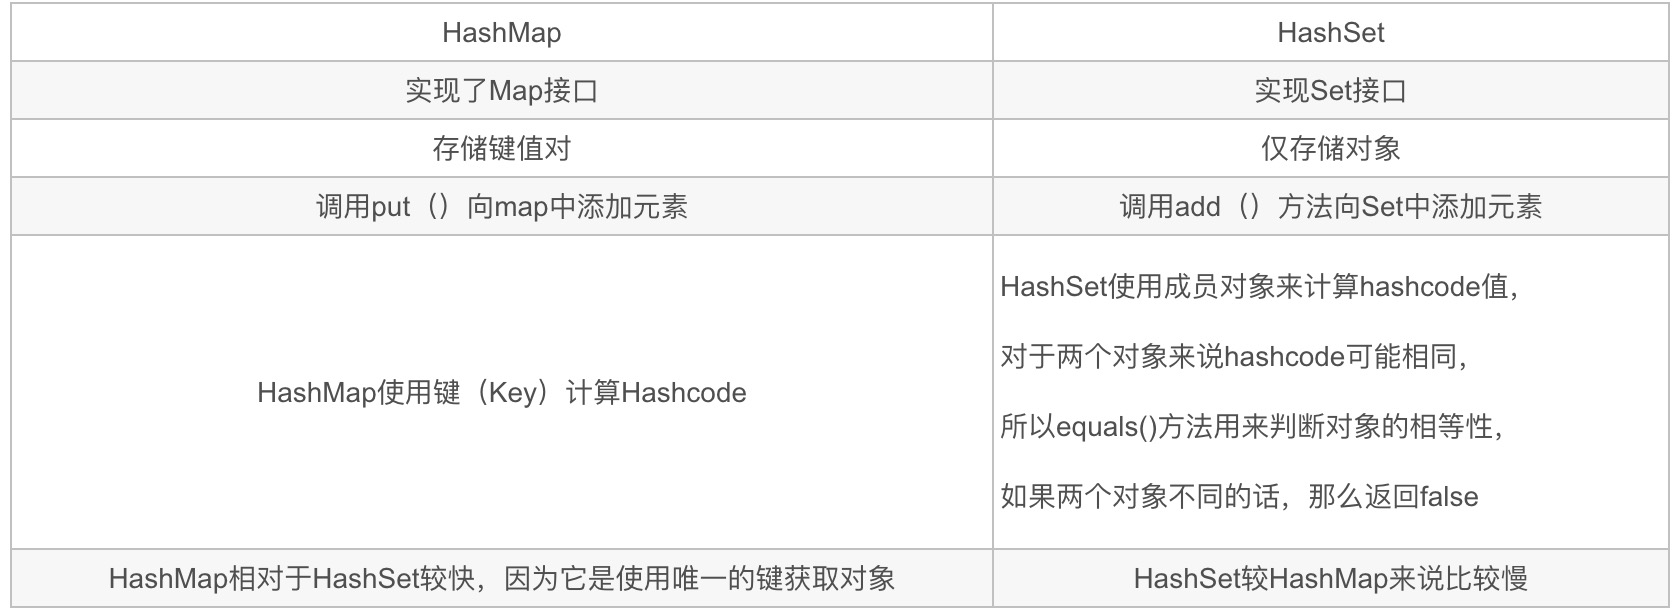 HashMap
HashSet
实现了Map接口
实现Set接口
存储键值对
仅存储对象
调用put（）向map中添加元素
调用add（）方法向Set中添加元素
HashMap使用键（Key）计算Hashcode
HashSet使用成员对象来计算hashcode值，
对于两个对象来说hashcode可能相同，
所以equals()方法用来判断对象的相等性，
如果两个对象不同的话，那么返回false
HashMap相对于HashSet较快，因为它是使用唯一的键获取对象
HashSet较HashMap来说比较慢